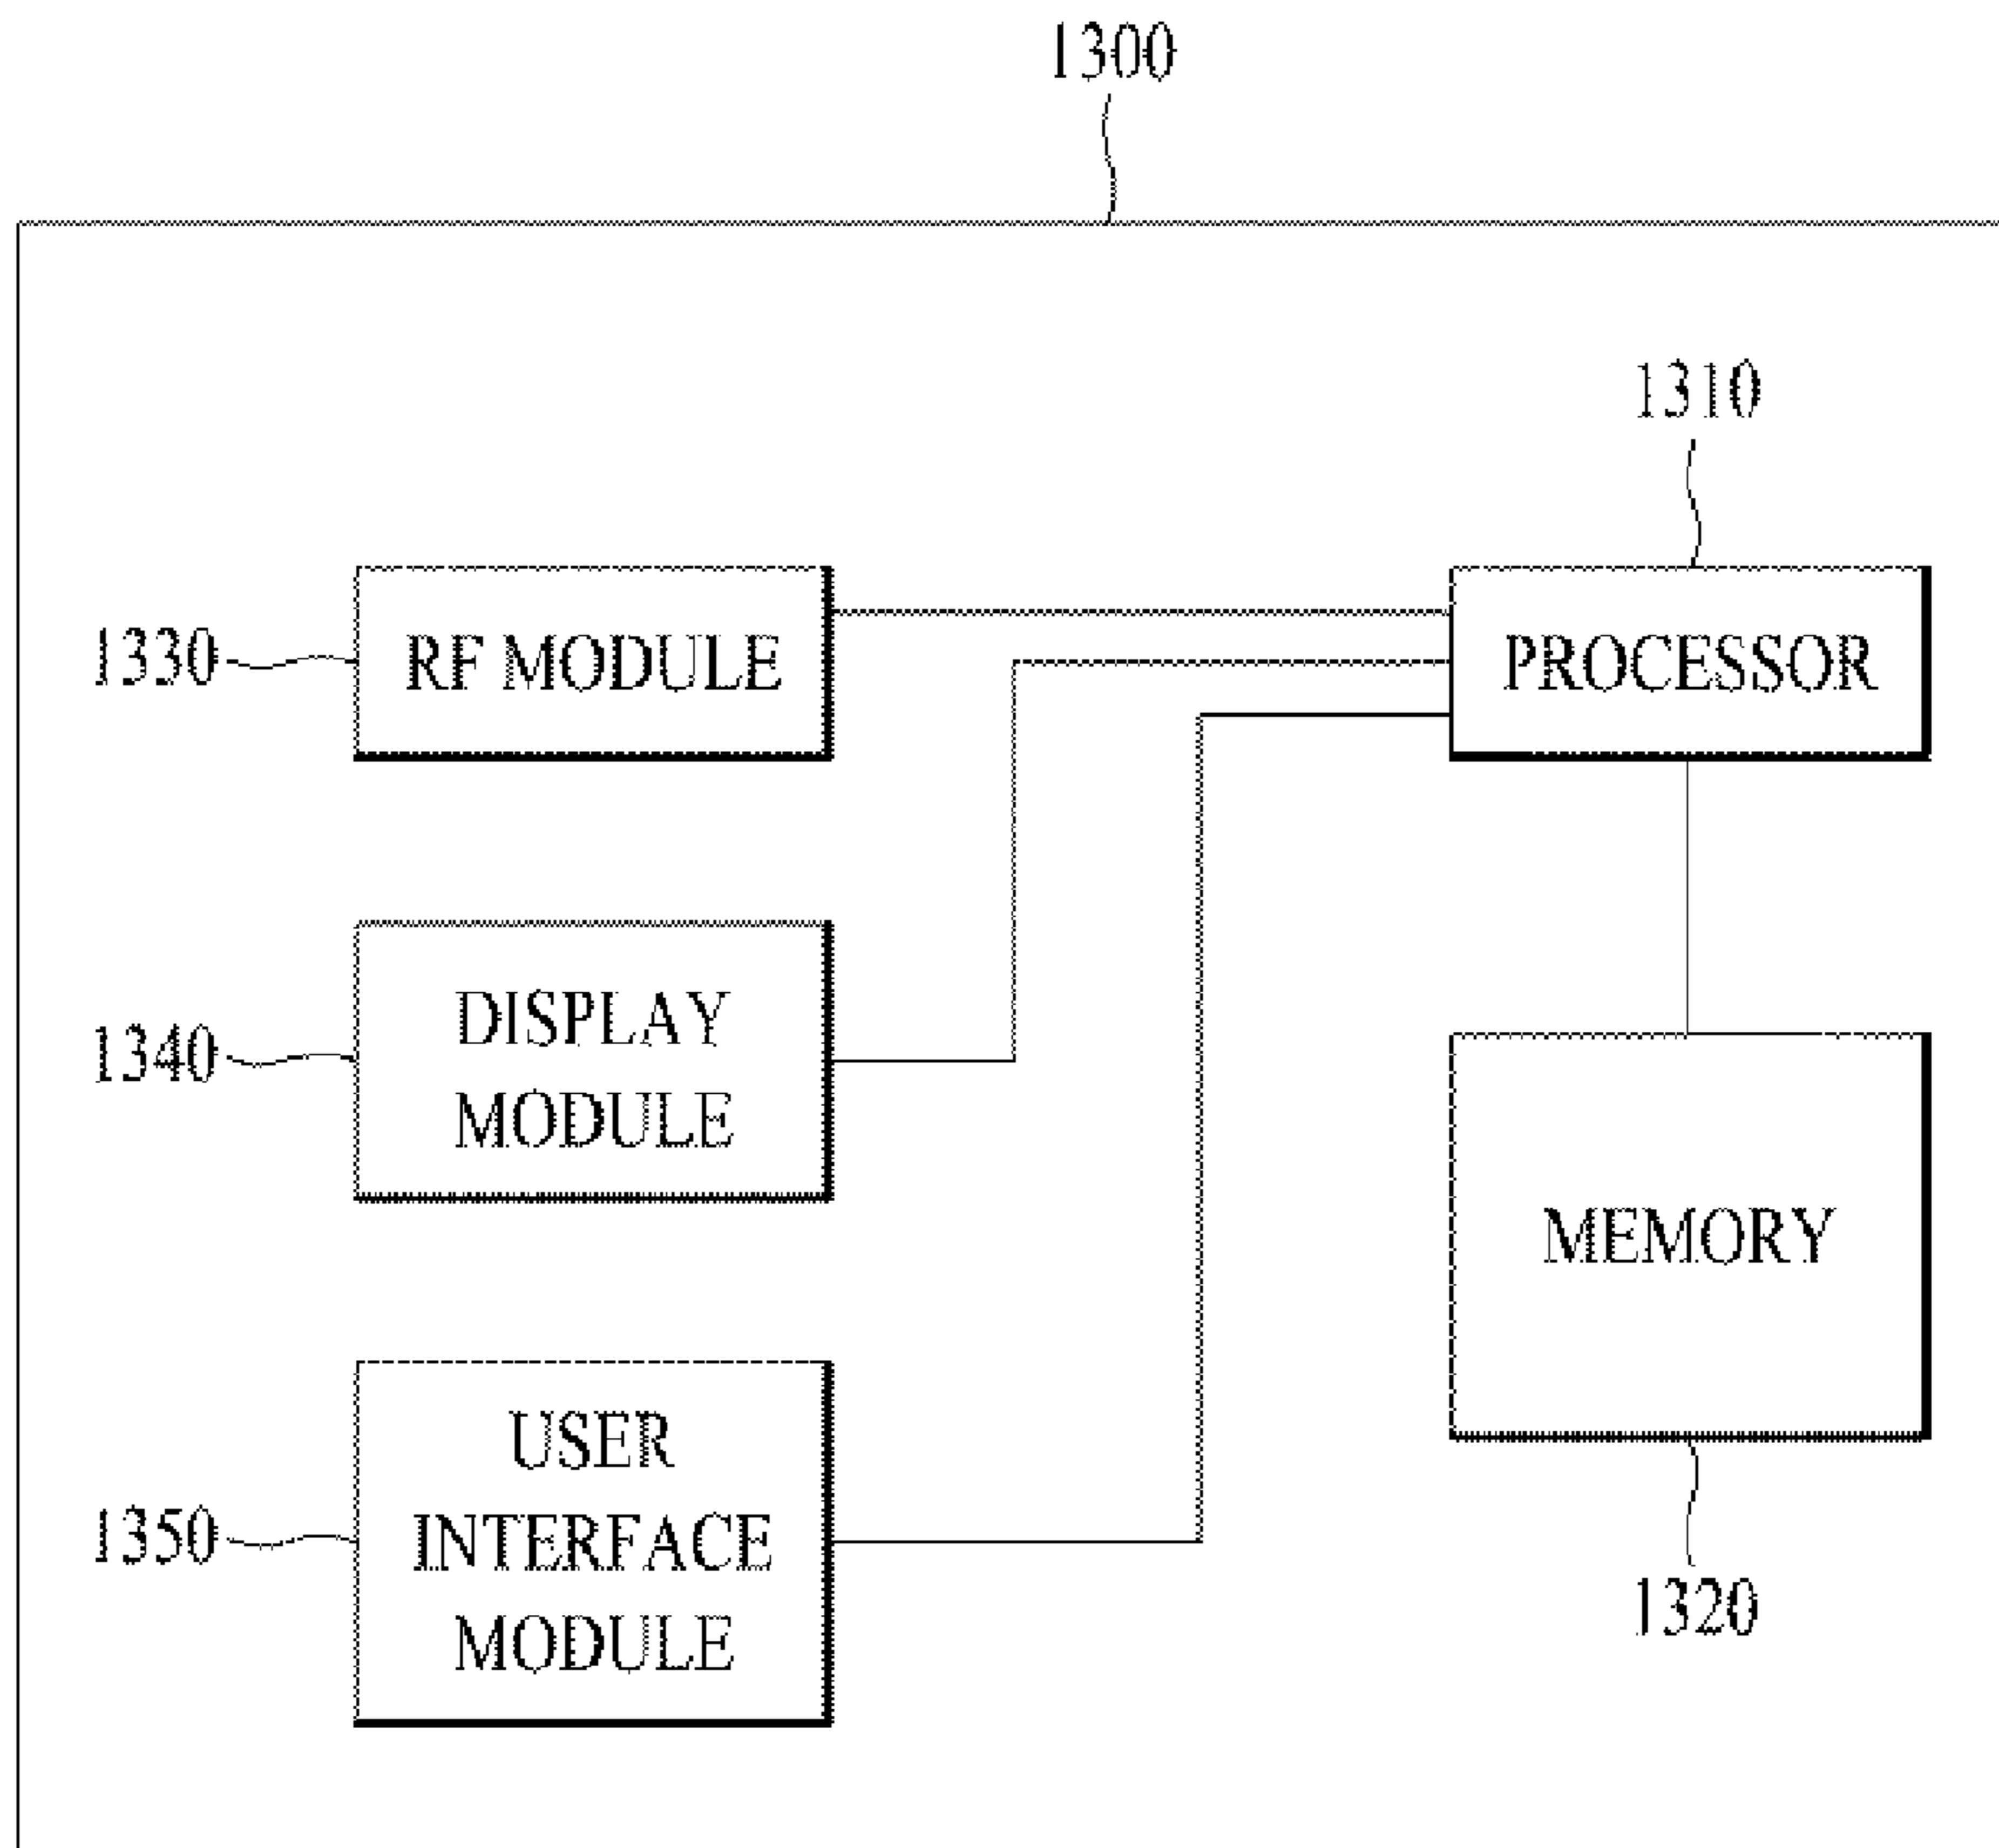 1300
1310
1330
RF MODULE
PROCESSOR
1340
DISPLAY
MODULE
MEMORY
1350
USER
INTERFACE
MODULE
1320